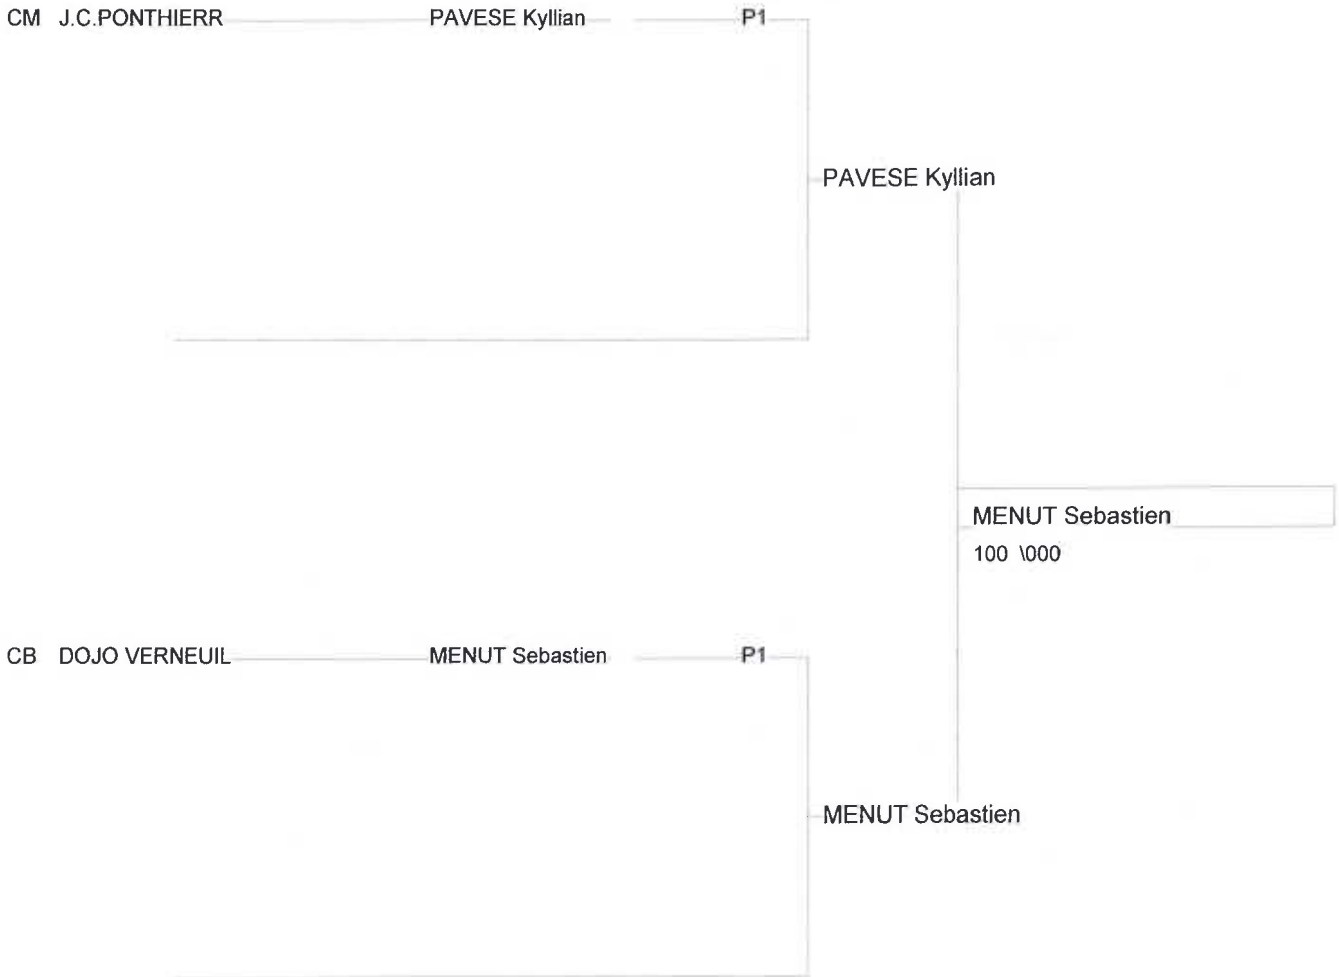 CM J.C.PONTHIERR PAVESE Kyllian P1
PAVESE Kyllian
MENUT Sebastien
100 \000
CB DOJO VERNEUIL MENUT Sebastien P1
MENUT Sebastien